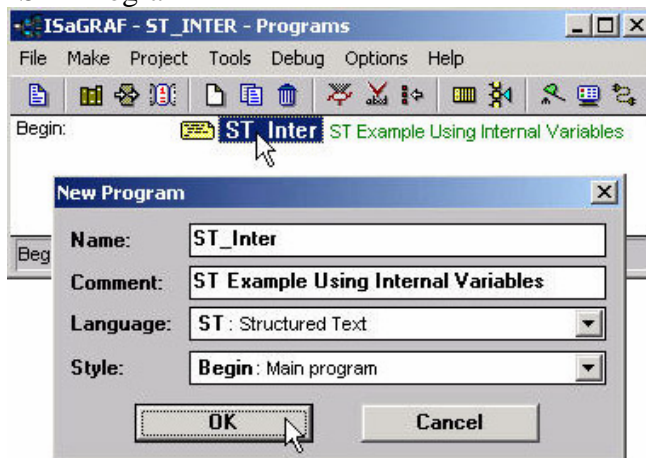 ISaGRAF - ST_INTER - Programs
File Make Project Tools Debug Options Help
Begin: ST_Inter ST Example Using Internal Variables
New Program
Name: ST_Inter
Beg
Comment: ST Example Using Internal Variables
Language: ST : Structured Text
Style: Begin : Main program
OK Cancel